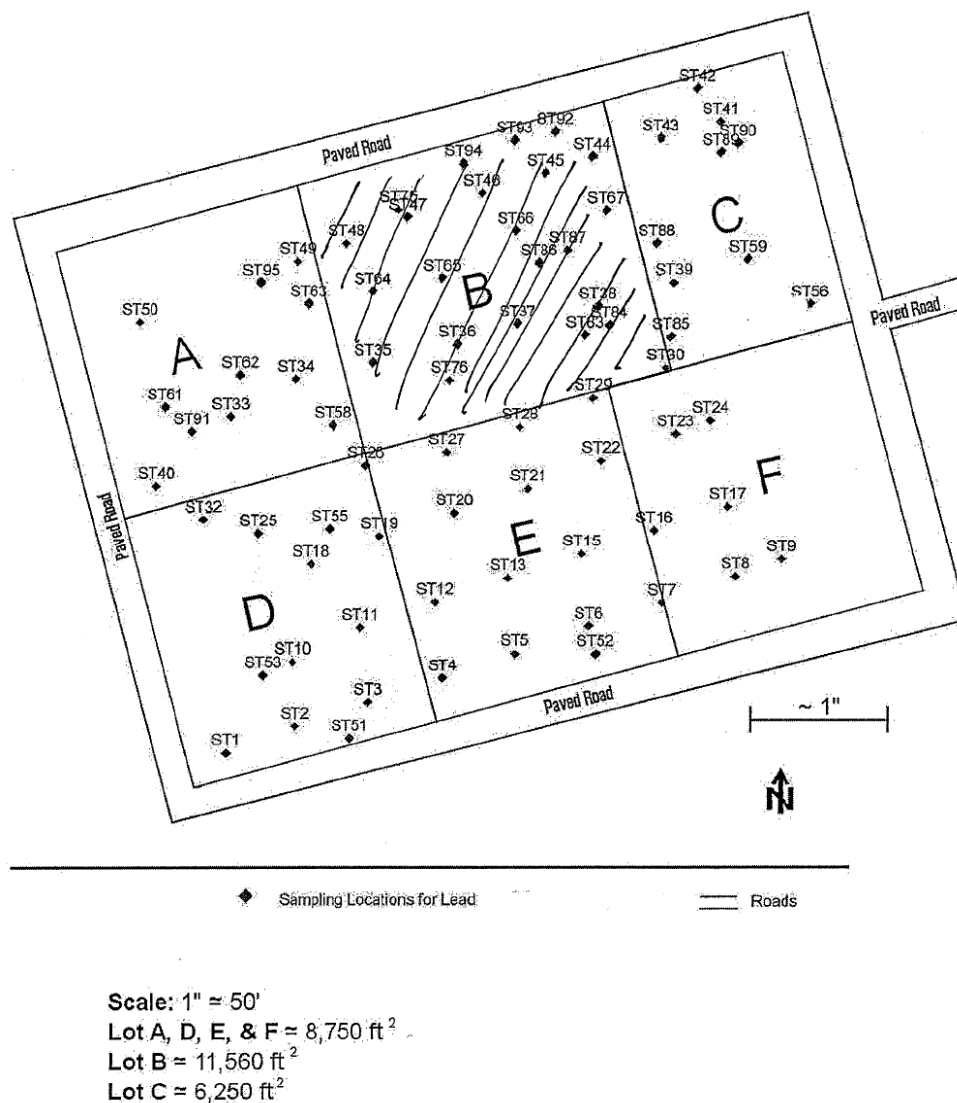 ST42
ST41
ST43
ST90
ST89
ST92
ST93
ST44
Paved Road
ST94
ST45
ST46
ST75
ST47
ST67
C
ST66
ST48
ST88
ST87
ST49
ST86
ST59
ST95
ST65
ST39
ST64
B
ST63
ST38
ST56
Paved Road
ST50
ST37
ST84
A
ST36
ST63
ST85
ST35
ST30
ST62
ST34
ST76
ST29
ST61
ST91
ST33
ST58
ST28
ST23
ST24
ST26
ST27
ST22
ST40
ST21
F
Paved Road
ST32
ST25
ST55
ST19
ST20
ST17
ST16
E
ST18
ST15
ST9
ST13
ST8
ST12
ST7
D
ST11
ST6
ST10
ST53
ST5
ST52
ST4
ST3
Paved Road
~ 1"
ST2
ST51
ST1
N
Sampling Locations for Lead
Roads
Scale: 1" ≃ 50'
Lot A, D, E, & F ≃ 8,750 ft²
Lot B ≃ 11,560 ft²
Lot C ≃ 6,250 ft²